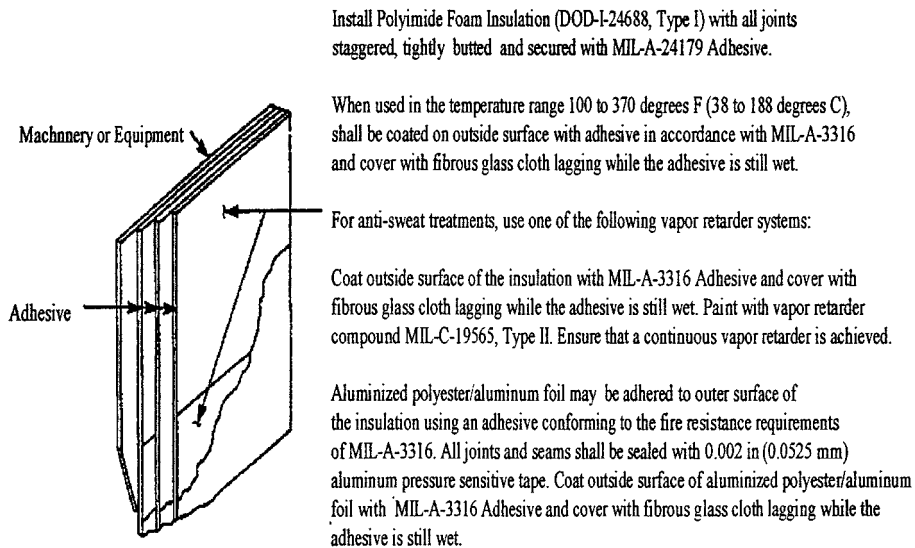 Install Polyimide Foam Insulation (DOD-I-24688, Type I) with all joints
staggered, tightly butted and secured with MIL-A-24179 Adhesive.
When used in the temperature range 100 to 370 degrees F (38 to 188 degrees C),
shall be coated on outside surface with adhesive in accordance with MIL-A-3316
and cover with fibrous glass cloth lagging while the adhesive is still wet.
Machnnery or Equipment
For anti-sweat treatments, use one of the following vapor retarder systems:
Coat outside surface of the insulation with MIL-A-3316 Adhesive and cover with
fibrous glass cloth lagging while the adhesive is still wet. Paint with vapor retarder
compound MIL-C-19565, Type II. Ensure that a continuous vapor retarder is achieved.
Adhesive
Aluminized polyester/aluminum foil may be adhered to outer surface of
the insulation using an adhesive conforming to the fire resistance requirements
of MIL-A-3316. All joints and seams shall be sealed with 0.002 in (0.0525 mm)
aluminum pressure sensitive tape. Coat outside surface of aluminized polyester/aluminum
foil with MIL-A-3316 Adhesive and cover with fibrous glass cloth lagging while the
adhesive is still wet.